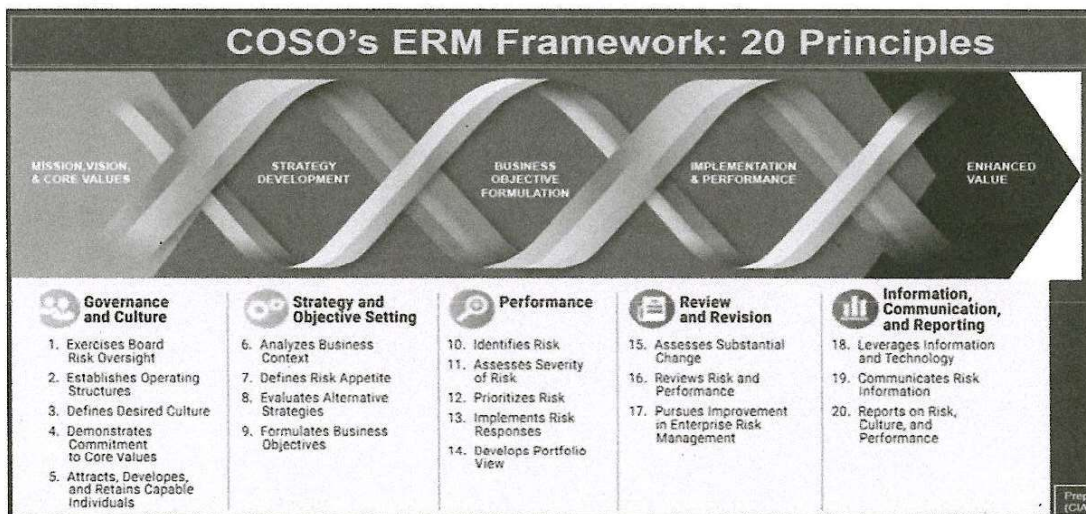 COSO's ERM Framework: 20 Principles
MISSION, VISION,
& CORE VALUES
STRATEGY
DEVELOPMENT
BUSINESS
OBJECTIVE
FORMULATION
IMPLEMENTATION
& PERFORMANCE
ENHANCED
VALUE
Governance
and Culture
1. Exercises Board
Risk Oversight
2. Establishes Operating
Structures
3. Defines Desired Culture
4. Demonstrates
Commitment
to Core Values
5. Attracts, Develops,
and Retains Capable
Individuals
Strategy and
Objective Setting
6. Analyzes Business
Context
7. Defines Risk Appetite
8. Evaluates Alternative
Strategies
9. Formulates Business
Objectives
Performance
10. Identifies Risk
11. Assesses Severity
of Risk
12. Prioritizes Risk
13. Implements Risk
Responses
14. Develops Portfolio
View
Review
and Revision
15. Assesses Substantial
Change
16. Reviews Risk and
Performance
17. Pursues Improvement
in Enterprise Risk
Management
Information,
Communication,
and Reporting
18. Leverages Information
and Technology
19. Communicates Risk
Information
20. Reports on Risk,
Culture, and
Performance
Prep
(CIA